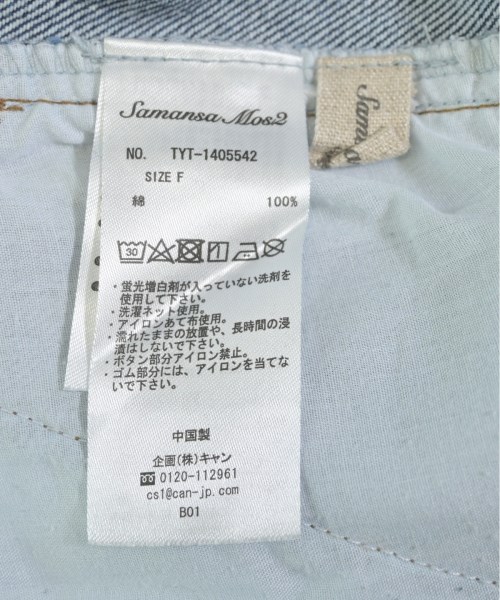 Samansa Mos2
Samansa
NO. TYT-1405542
SIZE F
綿 100%
30
・蛍光増白剤が入っていない洗剤を
使用して下さい。
・洗濯ネット使用。
・アイロンあて布使用。
・濡れたままの放置や、長時間の浸
漬はしないで下さい。
・ボタン部分アイロン禁止。
・ゴム部分には、アイロンを当てな
いで下さい。
中国製
企画(株)キャン
0120-112961
cs1@can-jp.com
B01